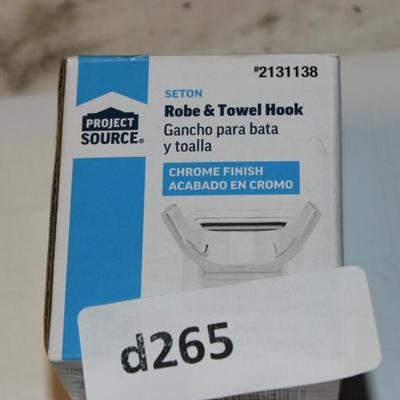 #2131138
SETON
Robe & Towel Hook
Gancho para bata
y toalla
PROJECT
SOURCE®
CHROME FINISH
ACABADO EN CROMO
d265